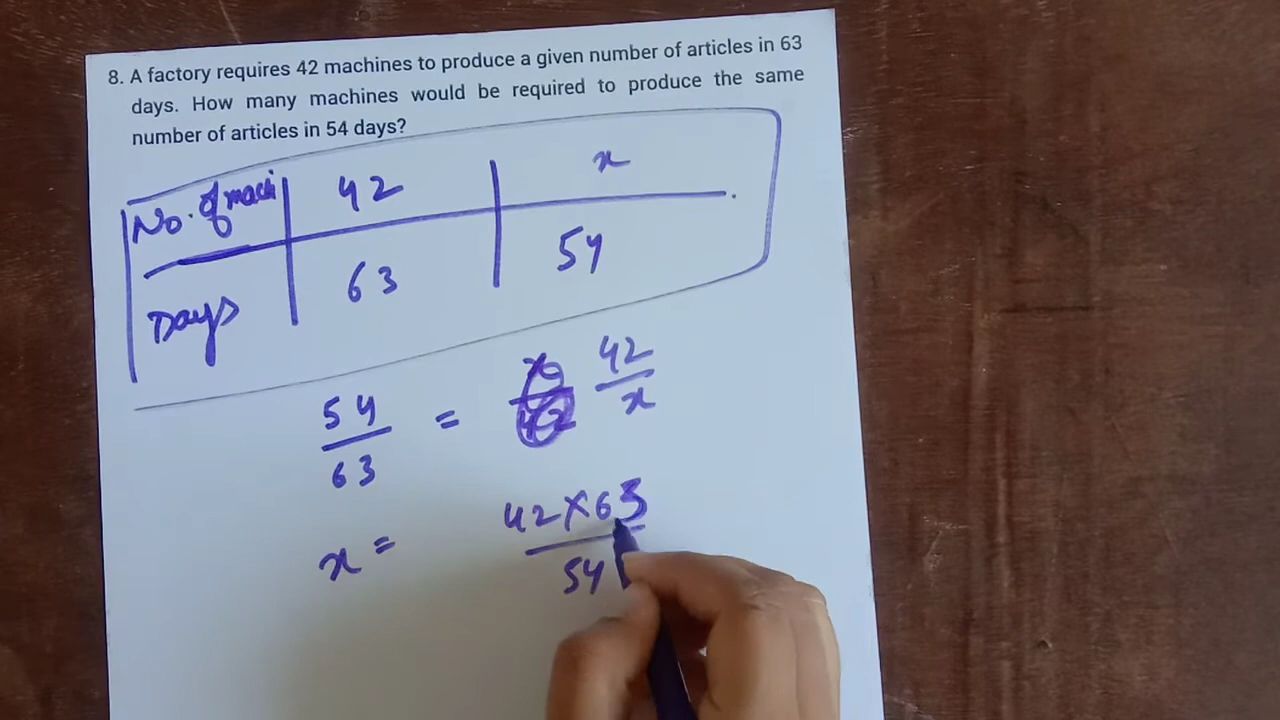 8. A factory requires 42 machines to produce a given number of articles in 63
days. How many machines would be required to produce the same
number of articles in 54 days?
No. of machi 42 x
Days 63 54
54/63 = 42/x
x = 42×63/54